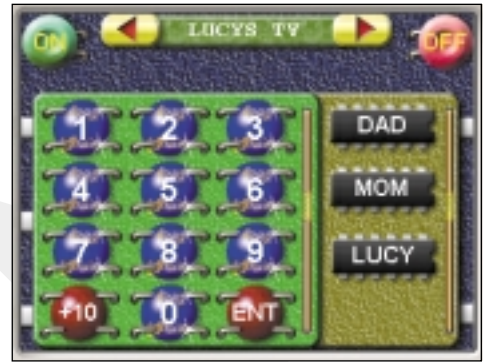 ON LUCYS TV OFF
1 2 3 DAD
4 5 6 MOM
7 8 9 LUCY
+10 0 ENT